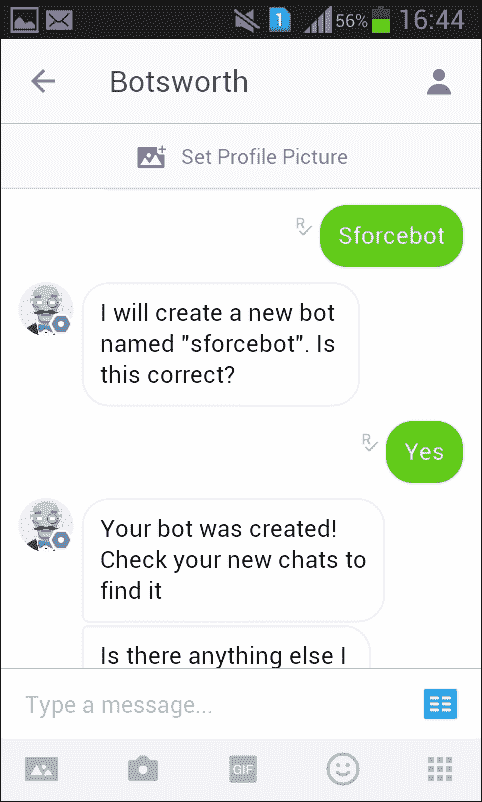 1 56% 16:44
Botsworth
Set Profile Picture
R Sforcebot
I will create a new bot
named "sforcebot". Is
this correct?
R Yes
Your bot was created!
Check your new chats to
find it
Is there anything else I
Type a message...
GIF